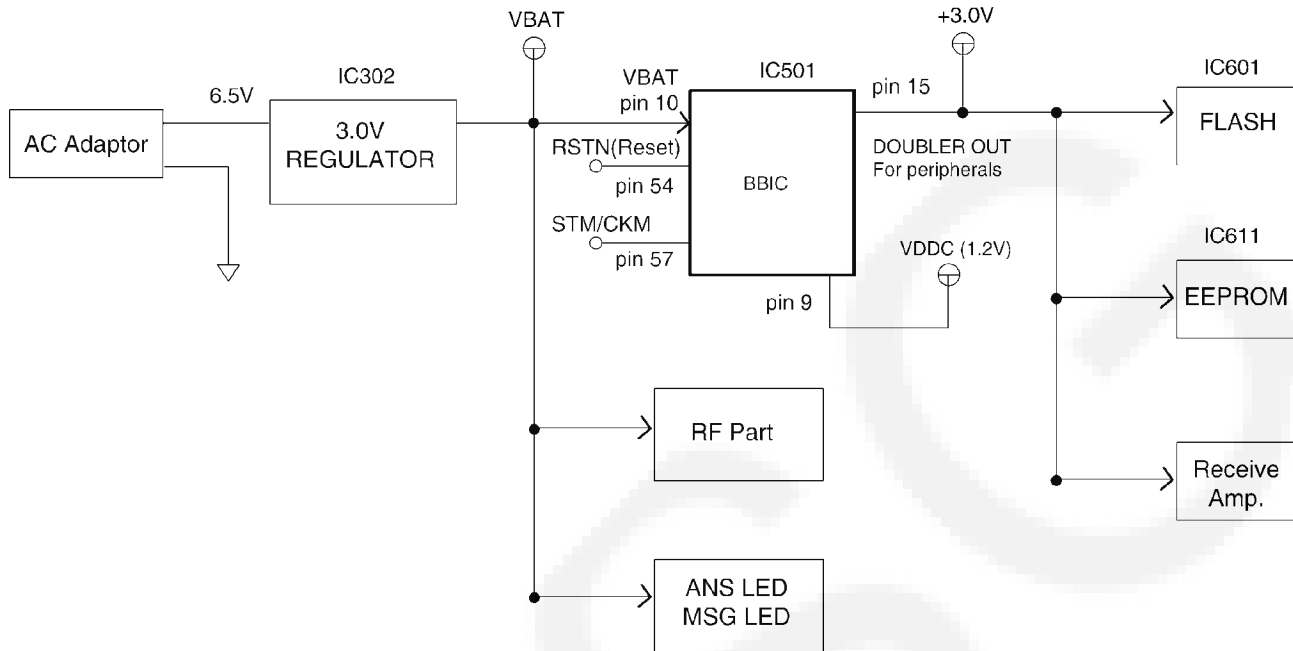 VBAT
+3.0V
IC302
VBAT
IC501
IC601
6.5V
pin 10
pin 15
AC Adaptor
3.0V
REGULATOR
FLASH
RSTN(Reset)
DOUBLER OUT
For peripherals
pin 54
BBIC
STM/CKM
pin 57
VDDC (1.2V)
IC611
pin 9
EEPROM
RF Part
Receive
Amp.
ANS LED
MSG LED